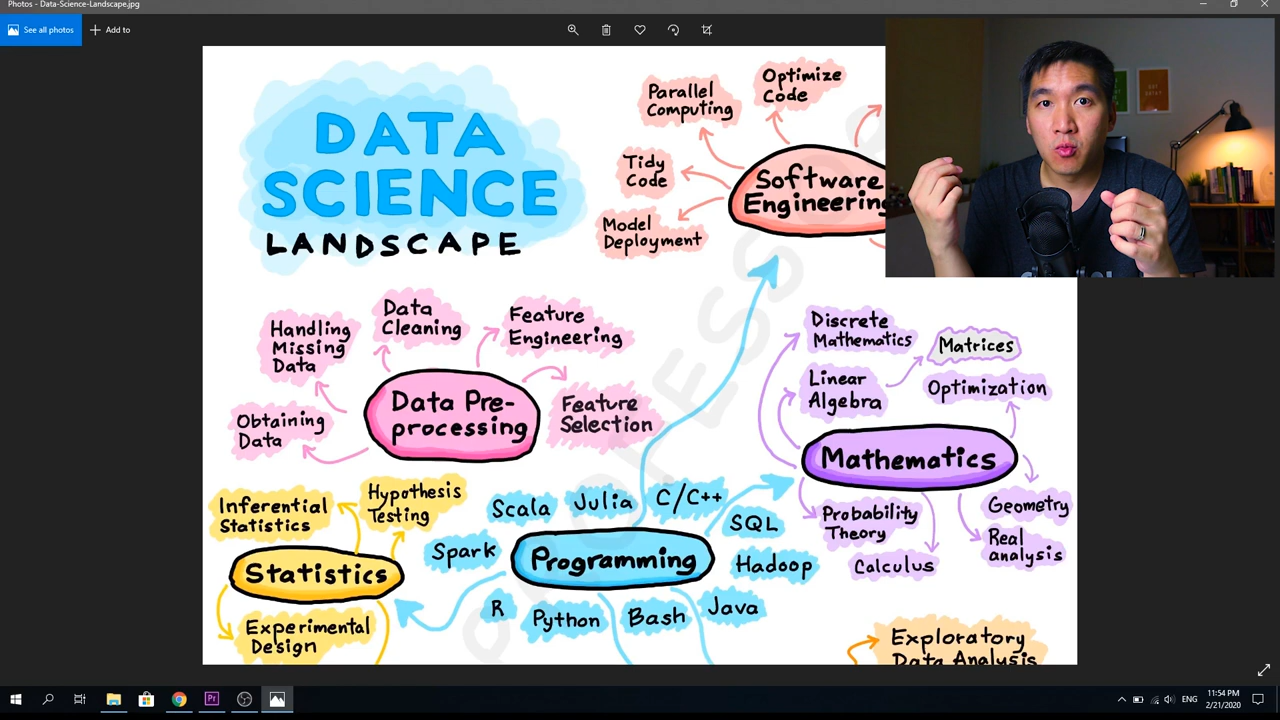 Photos - Data-Science-Landscape.jpg
See all photos
Add to
DATA
SCIENCE
LANDSCAPE
Parallel
Computing
Optimize
Code
Tidy
Code
Model
Deployment
Software
Engineering
Handling
Missing
Data
Data
Cleaning
Feature
Engineering
Obtaining
Data
Data Pre-
processing
Feature
Selection
Discrete
Mathematics
Matrices
Linear
Algebra
Optimization
Mathematics
Probability
Theory
Calculus
Geometry
Real
analysis
Inferential
Statistics
Hypothesis
Testing
Statistics
Experimental
Design
Scala
Julia
C/C++
SQL
Spark
Programming
Hadoop
R
Python
Bash
Java
Exploratory
Data Analysis
PROFESSO
ENG
11:54 PM
2/21/2020